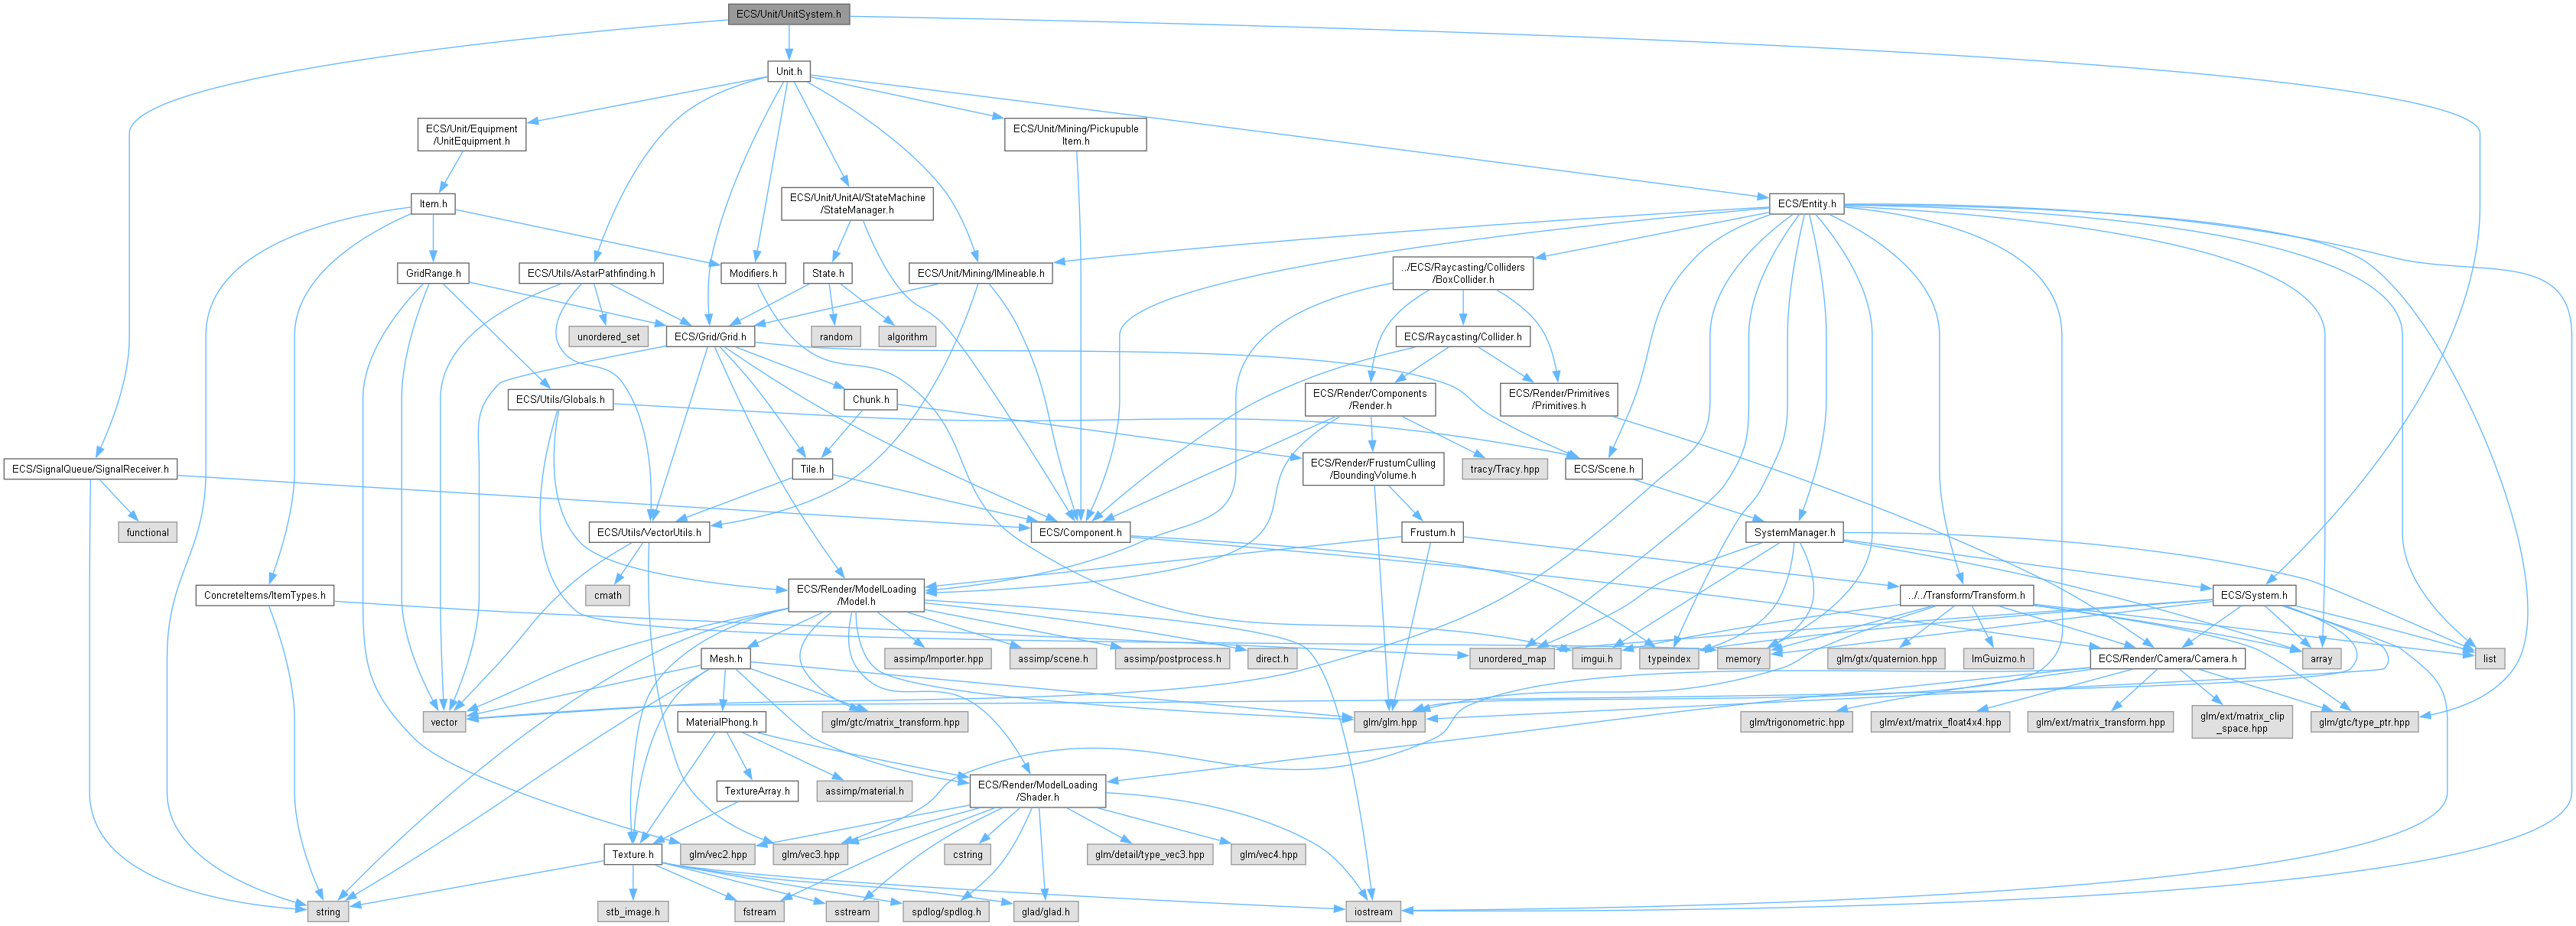 ECS/Unit/UnitSystem.h
Unit.h
ECS/Unit/Equipment
/UnitEquipment.h
ECS/Unit/Mining/Pickupuble
Item.h
ECS/Unit/UnitAI/StateMachine
/StateManager.h
Item.h
ECS/Entity.h
GridRange.h
ECS/Utils/AstarPathfinding.h
Modifiers.h
State.h
ECS/Unit/Mining/IMineable.h
../ECS/Raycasting/Colliders
/BoxCollider.h
unordered_set
ECS/Grid/Grid.h
random
algorithm
ECS/Raycasting/Collider.h
ECS/Utils/Globals.h
Chunk.h
ECS/Render/Components
/Render.h
ECS/Render/Primitives
/Primitives.h
ECS/SignalQueue/SignalReceiver.h
Tile.h
ECS/Render/FrustumCulling
/BoundingVolume.h
tracy/Tracy.hpp
ECS/Scene.h
functional
ECS/Utils/VectorUtils.h
ECS/Component.h
Frustum.h
SystemManager.h
ConcreteItems/ItemTypes.h
cmath
ECS/Render/ModelLoading
/Model.h
../../Transform/Transform.h
ECS/System.h
Mesh.h
assimp/Importer.hpp
assimp/scene.h
assimp/postprocess.h
direct.h
unordered_map
imgui.h
typeindex
memory
glm/gtx/quaternion.hpp
ImGuizmo.h
ECS/Render/Camera/Camera.h
array
list
vector
MaterialPhong.h
glm/gtc/matrix_transform.hpp
glm/glm.hpp
glm/trigonometric.hpp
glm/ext/matrix_float4x4.hpp
glm/ext/matrix_transform.hpp
glm/ext/matrix_clip
_space.hpp
glm/gtc/type_ptr.hpp
TextureArray.h
assimp/material.h
ECS/Render/ModelLoading
/Shader.h
Texture.h
glm/vec2.hpp
glm/vec3.hpp
cstring
glm/detail/type_vec3.hpp
glm/vec4.hpp
string
stb_image.h
fstream
sstream
spdlog/spdlog.h
glad/glad.h
iostream